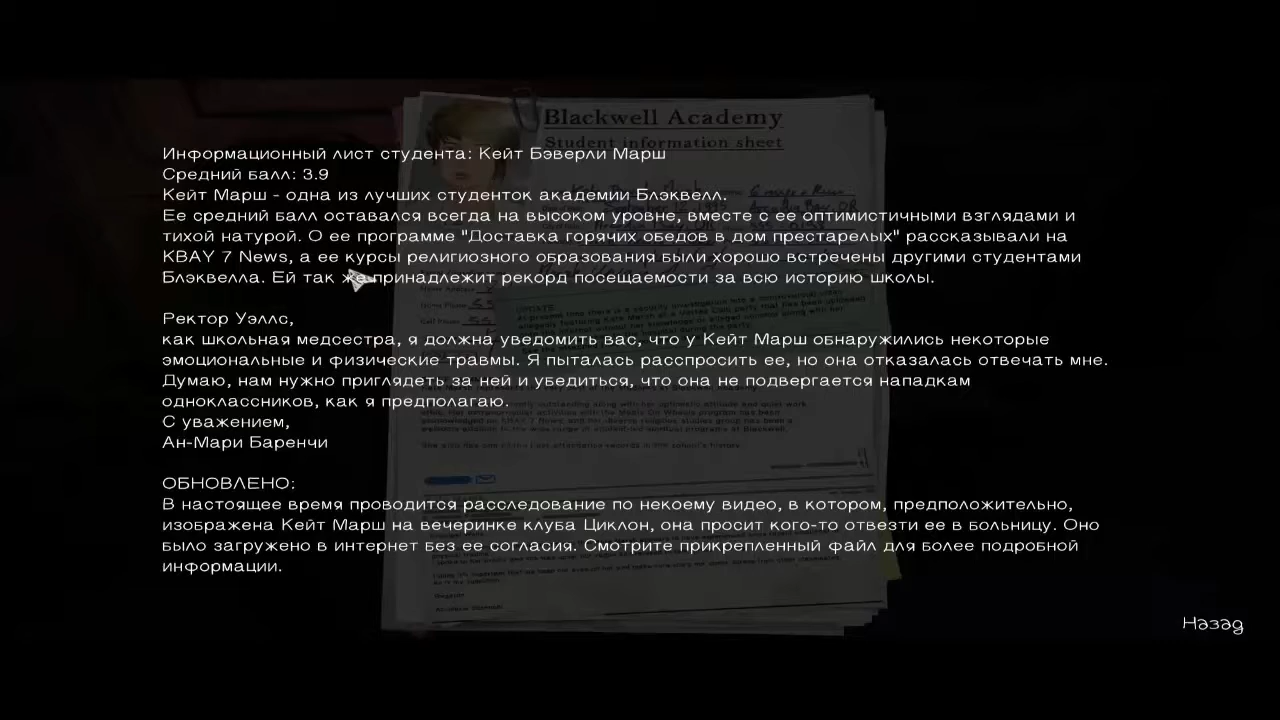 Blackwell Academy
Student information sheet
Информационный лист студента: Кейт Бэверли Марш
Средний балл: 3.9
Кейт Марш - одна из лучших студенток академии Блэквелл.
Ее средний балл оставался всегда на высоком уровне, вместе с ее оптимистичными взглядами и
тихой натурой. О ее программе "Доставка горячих обедов в дом престарелых" рассказывали на
KBAY 7 News, а ее курсы религиозного образования были хорошо встречены другими студентами
Блэквелла. Ей так же принадлежит рекорд посещаемости за всю историю школы.
Ректор Уэллс,
как школьная медсестра, я должна уведомить вас, что у Кейт Марш обнаружились некоторые
эмоциональные и физические травмы. Я пыталась расспросить ее, но она отказалась отвечать мне.
Думаю, нам нужно приглядеть за ней и убедиться, что она не подвергается нападкам
одноклассников, как я предполагаю.
С уважением,
Ан-Мари Баренчи
ОБНОВЛЕНО:
В настоящее время проводится расследование по некоему видео, в котором, предположительно,
изображена Кейт Марш на вечеринке клуба Циклон, она просит кого-то отвезти ее в больницу. Оно
было загружено в интернет без ее согласия. Смотрите прикрепленный файл для более подробной
информации.
Назад